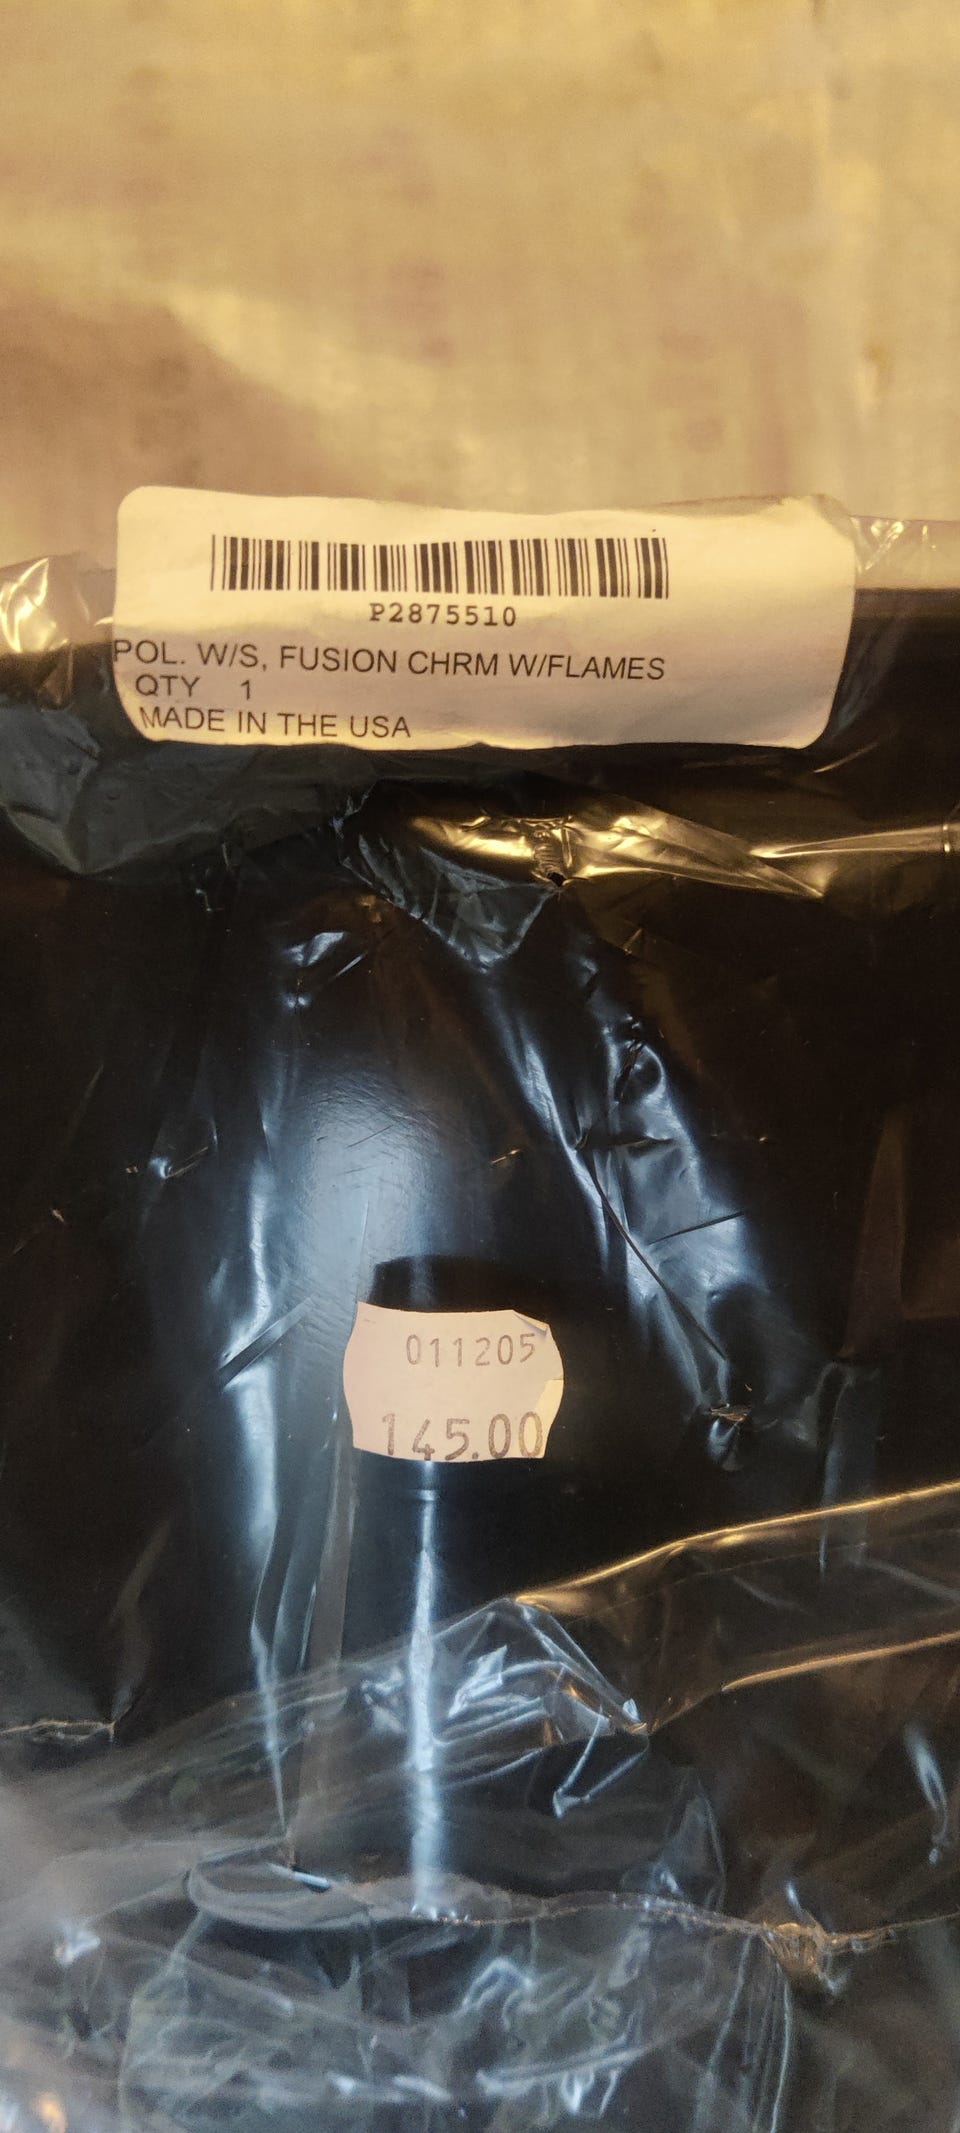 P2875510
POL. W/S, FUSION CHRM W/FLAMES
QTY 1
MADE IN THE USA
011205
145.00